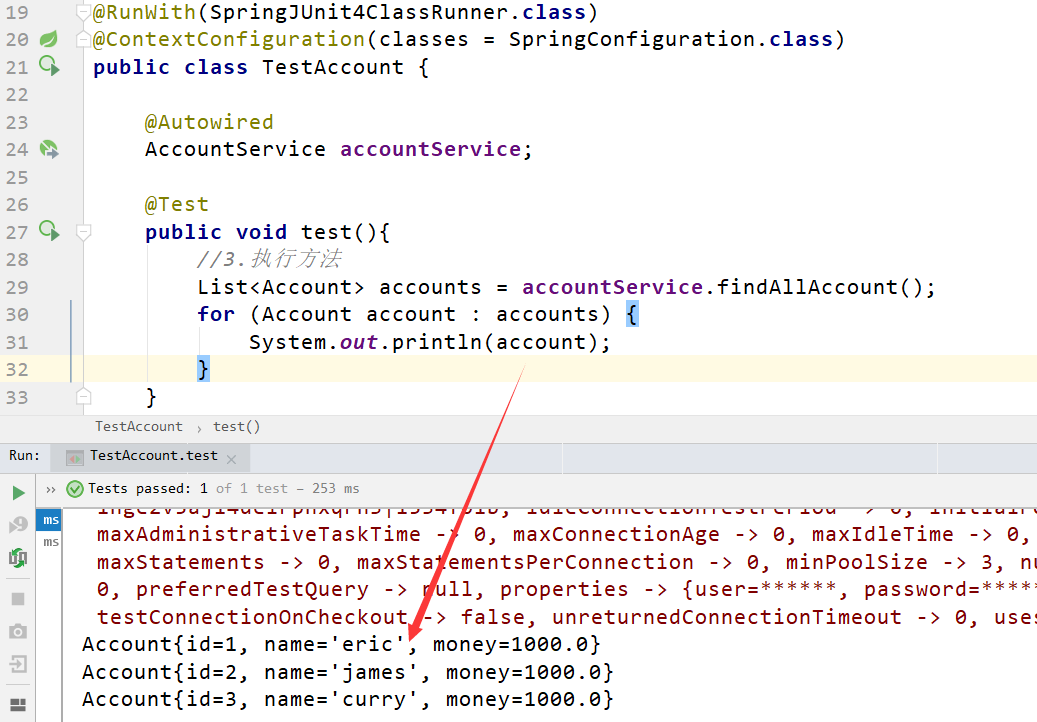 19 @RunWith(SpringJUnit4ClassRunner.class)
20 @ContextConfiguration(classes = SpringConfiguration.class)
21 public class TestAccount {
22
23 @Autowired
24 AccountService accountService;
25
26 @Test
27 public void test(){
28 //3.执行方法
29 List<Account> accounts = accountService.findAllAccount();
30 for (Account account : accounts) {
31 System.out.println(account);
32 }
33 }
TestAccount › test()
Run: TestAccount.test ×
» Tests passed: 1 of 1 test – 253 ms
ms
ms
maxAdministrativeTaskTime -> 0, maxConnectionAge -> 0, maxIdleTime -> 0,
maxStatements -> 0, maxStatementsPerConnection -> 0, minPoolSize -> 3, nu
0, preferredTestQuery -> null, properties -> {user=******, password=*****
testConnectionOnCheckout -> false, unreturnedConnectionTimeout -> 0, uses
Account{id=1, name='eric', money=1000.0}
Account{id=2, name='james', money=1000.0}
Account{id=3, name='curry', money=1000.0}